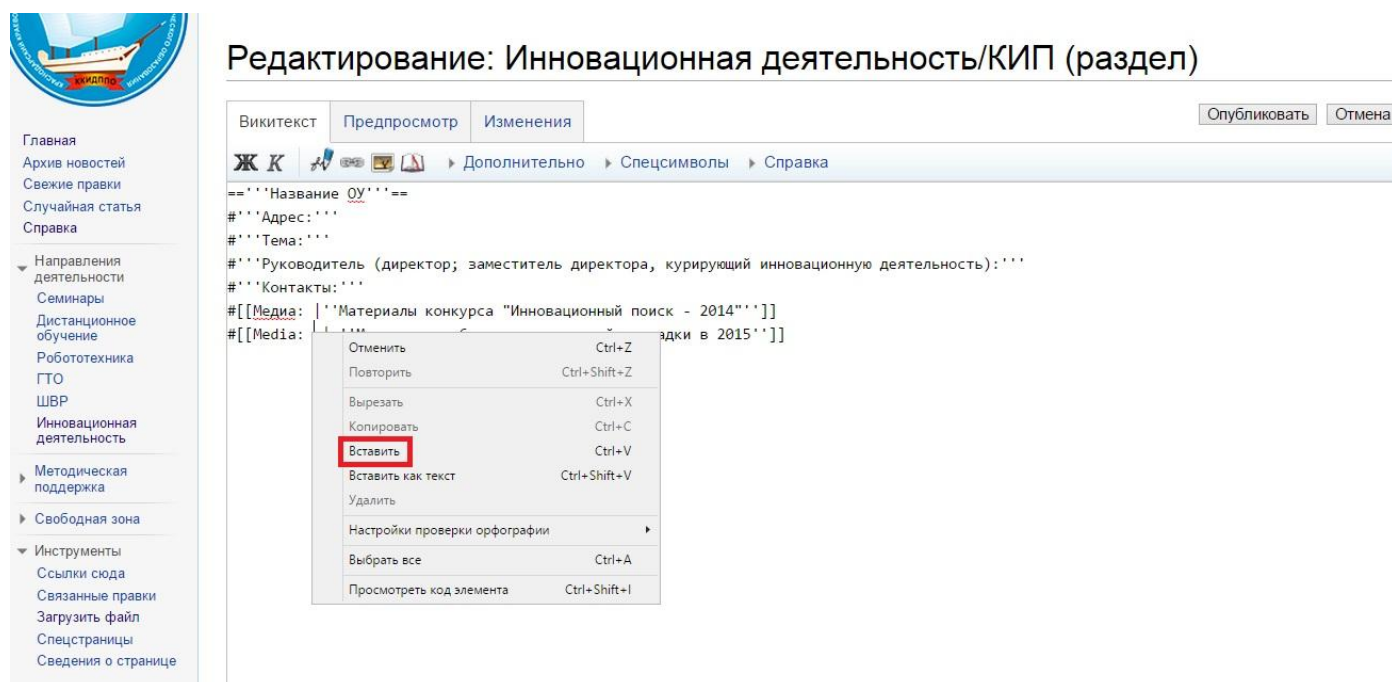 ККИДППО
Редактирование: Инновационная деятельность/КИП (раздел)
Викитекст Предпросмотр Изменения
Опубликовать Отмена
Ж К Дополнительно Спецсимволы Справка
Главная
Архив новостей
Свежие правки
Случайная статья
Справка
Направления
деятельности
Семинары
Дистанционное
обучение
Робототехника
ГТО
ШВР
Инновационная
деятельность
Методическая
поддержка
Свободная зона
Инструменты
Ссылки сюда
Связанные правки
Загрузить файл
Спецстраницы
Сведения о странице
=='''Название ОУ'''==
#'''Адрес:'''
#'''Тема:'''
#'''Руководитель (директор; заместитель директора, курирующий инновационную деятельность):'''
#'''Контакты:'''
#[[Медиа: |''Материалы конкурса "Инновационный поиск - 2014"'']]
#[[Media: | в 2015'']]
Отменить Ctrl+Z
Повторить Ctrl+Shift+Z
Вырезать Ctrl+X
Копировать Ctrl+C
Вставить Ctrl+V
Вставить как текст Ctrl+Shift+V
Удалить
Настройки проверки орфографии
Выбрать все Ctrl+A
Просмотреть код элемента Ctrl+Shift+I